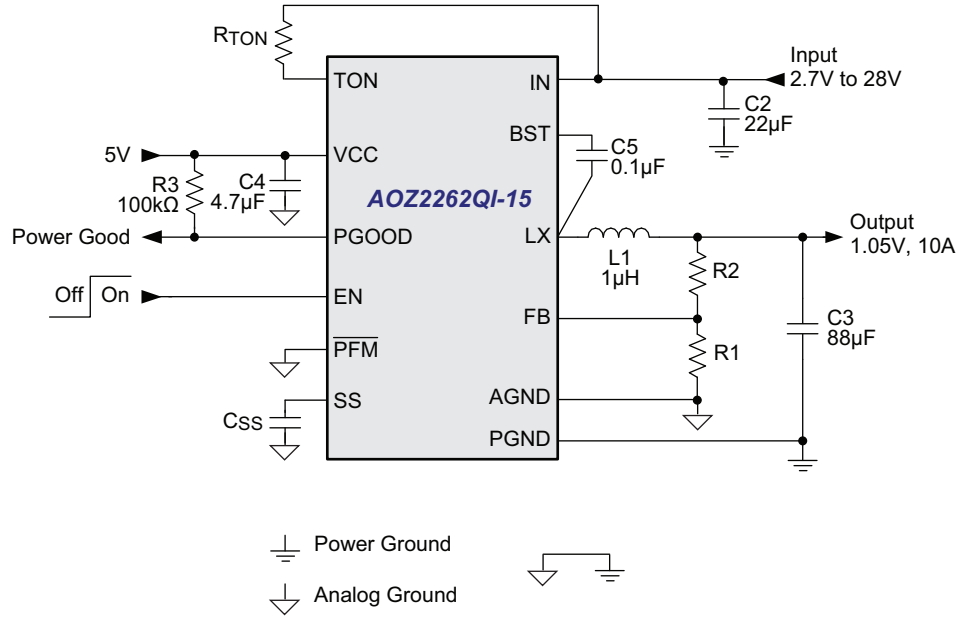 RTON
TON
IN
Input
2.7V to 28V
C2
22µF
BST
C5
0.1µF
5V
VCC
R3
100kΩ
C4
4.7µF
AOZ2262QI-15
Power Good
PGOOD
LX
L1
1µH
Output
1.05V, 10A
R2
Off On
EN
FB
C3
88µF
R1
PFM
AGND
SS
CSS
PGND
Power Ground
Analog Ground